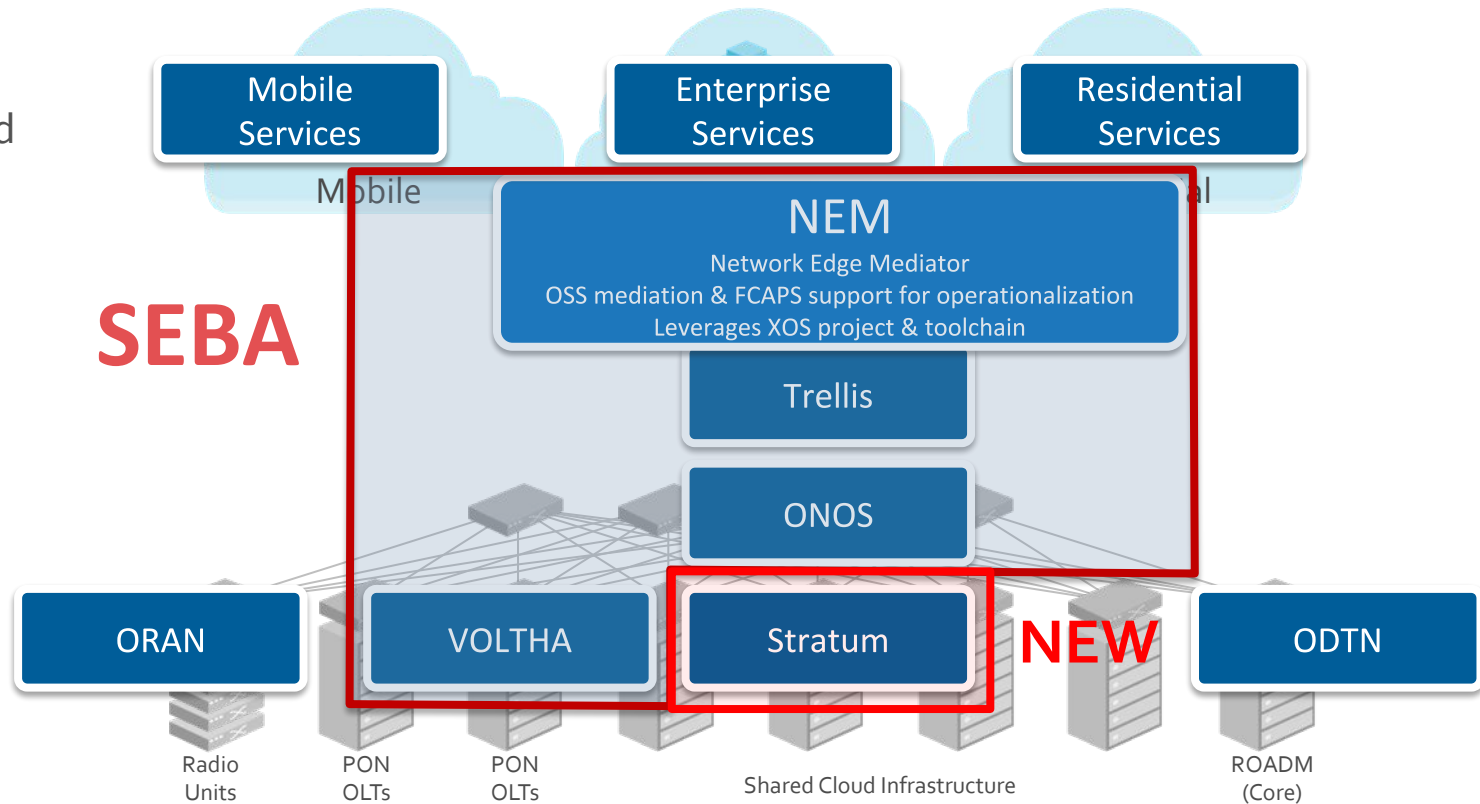 Mobile
Services
Enterprise
Services
Residential
Services
d
Mobile
al
NEM
Network Edge Mediator
OSS mediation & FCAPS support for operationalization
Leverages XOS project & toolchain
SEBA
Trellis
ONOS
ORAN
VOLTHA
Stratum
NEW
ODTN
Radio
Units
PON
OLTs
PON
OLTs
Shared Cloud Infrastructure
ROADM
(Core)